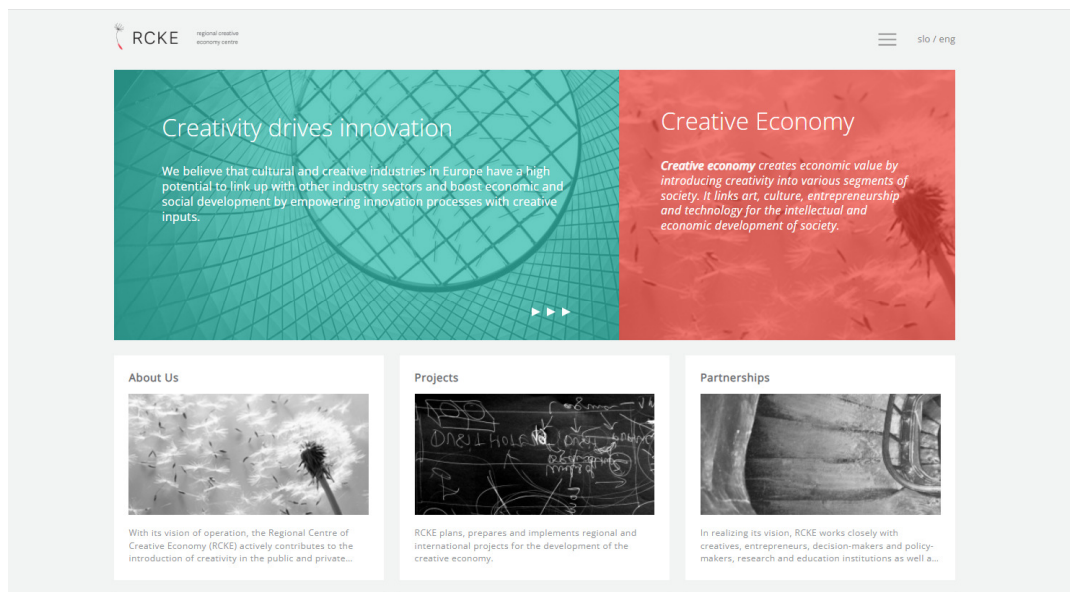 RCKE
regional creative
economy centre
slo / eng
Creativity drives innovation
We believe that cultural and creative industries in Europe have a high
potential to link up with other industry sectors and boost economic and
social development by empowering innovation processes with creative
inputs.
Creative Economy
Creative economy creates economic value by
introducing creativity into various segments of
society. It links art, culture, entrepreneurship
and technology for the intellectual and
economic development of society.
About Us
With its vision of operation, the Regional Centre of
Creative Economy (RCKE) actively contributes to the
introduction of creativity in the public and private...
Projects
RCKE plans, prepares and implements regional and
international projects for the development of the
creative economy.
Partnerships
In realizing its vision, RCKE works closely with
creatives, entrepreneurs, decision-makers and policy-
makers, research and education institutions as well a...